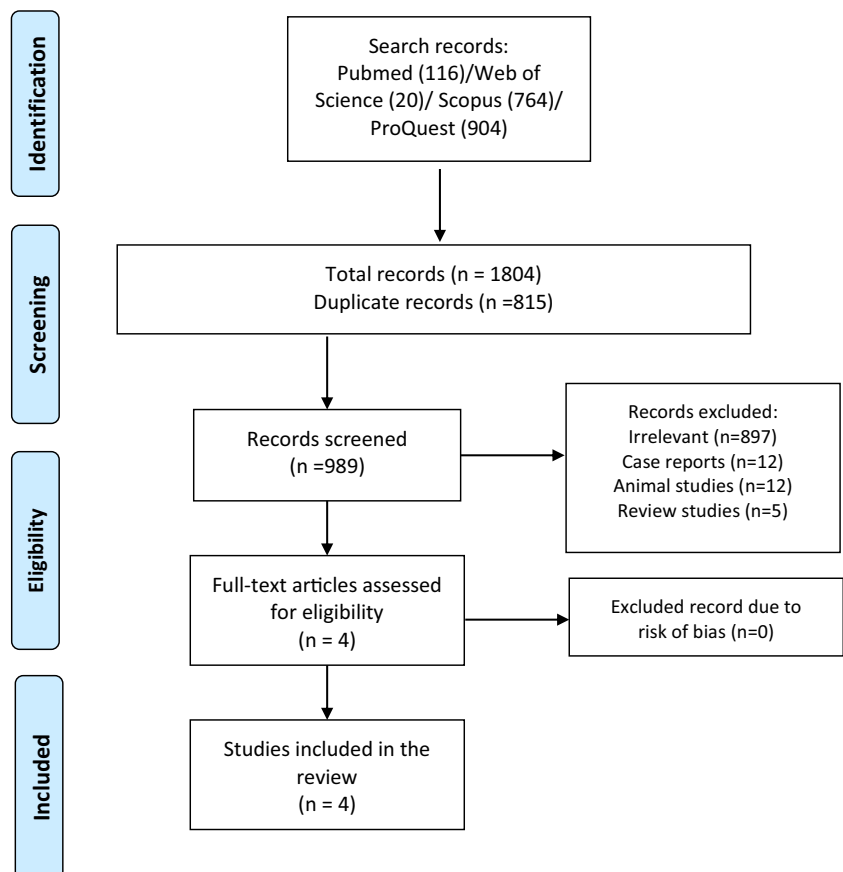 Identification
Search records:
Pubmed (116)/Web of
Science (20)/ Scopus (764)/
ProQuest (904)
Screening
Total records (n = 1804)
Duplicate records (n =815)
Records screened
(n =989)
Records excluded:
Irrelevant (n=897)
Case reports (n=12)
Animal studies (n=12)
Review studies (n=5)
Eligibility
Full-text articles assessed
for eligibility
(n = 4)
Excluded record due to
risk of bias (n=0)
Included
Studies included in the
review
(n = 4)